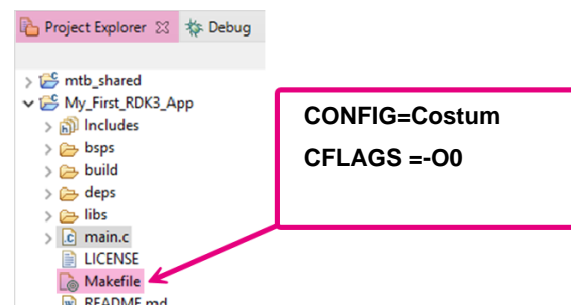 Project Explorer Debug
mtb_shared
My_First_RDK3_App
Includes
bsps
build
deps
libs
main.c
LICENSE
Makefile
README.md
CONFIG=Costum
CFLAGS =-O0